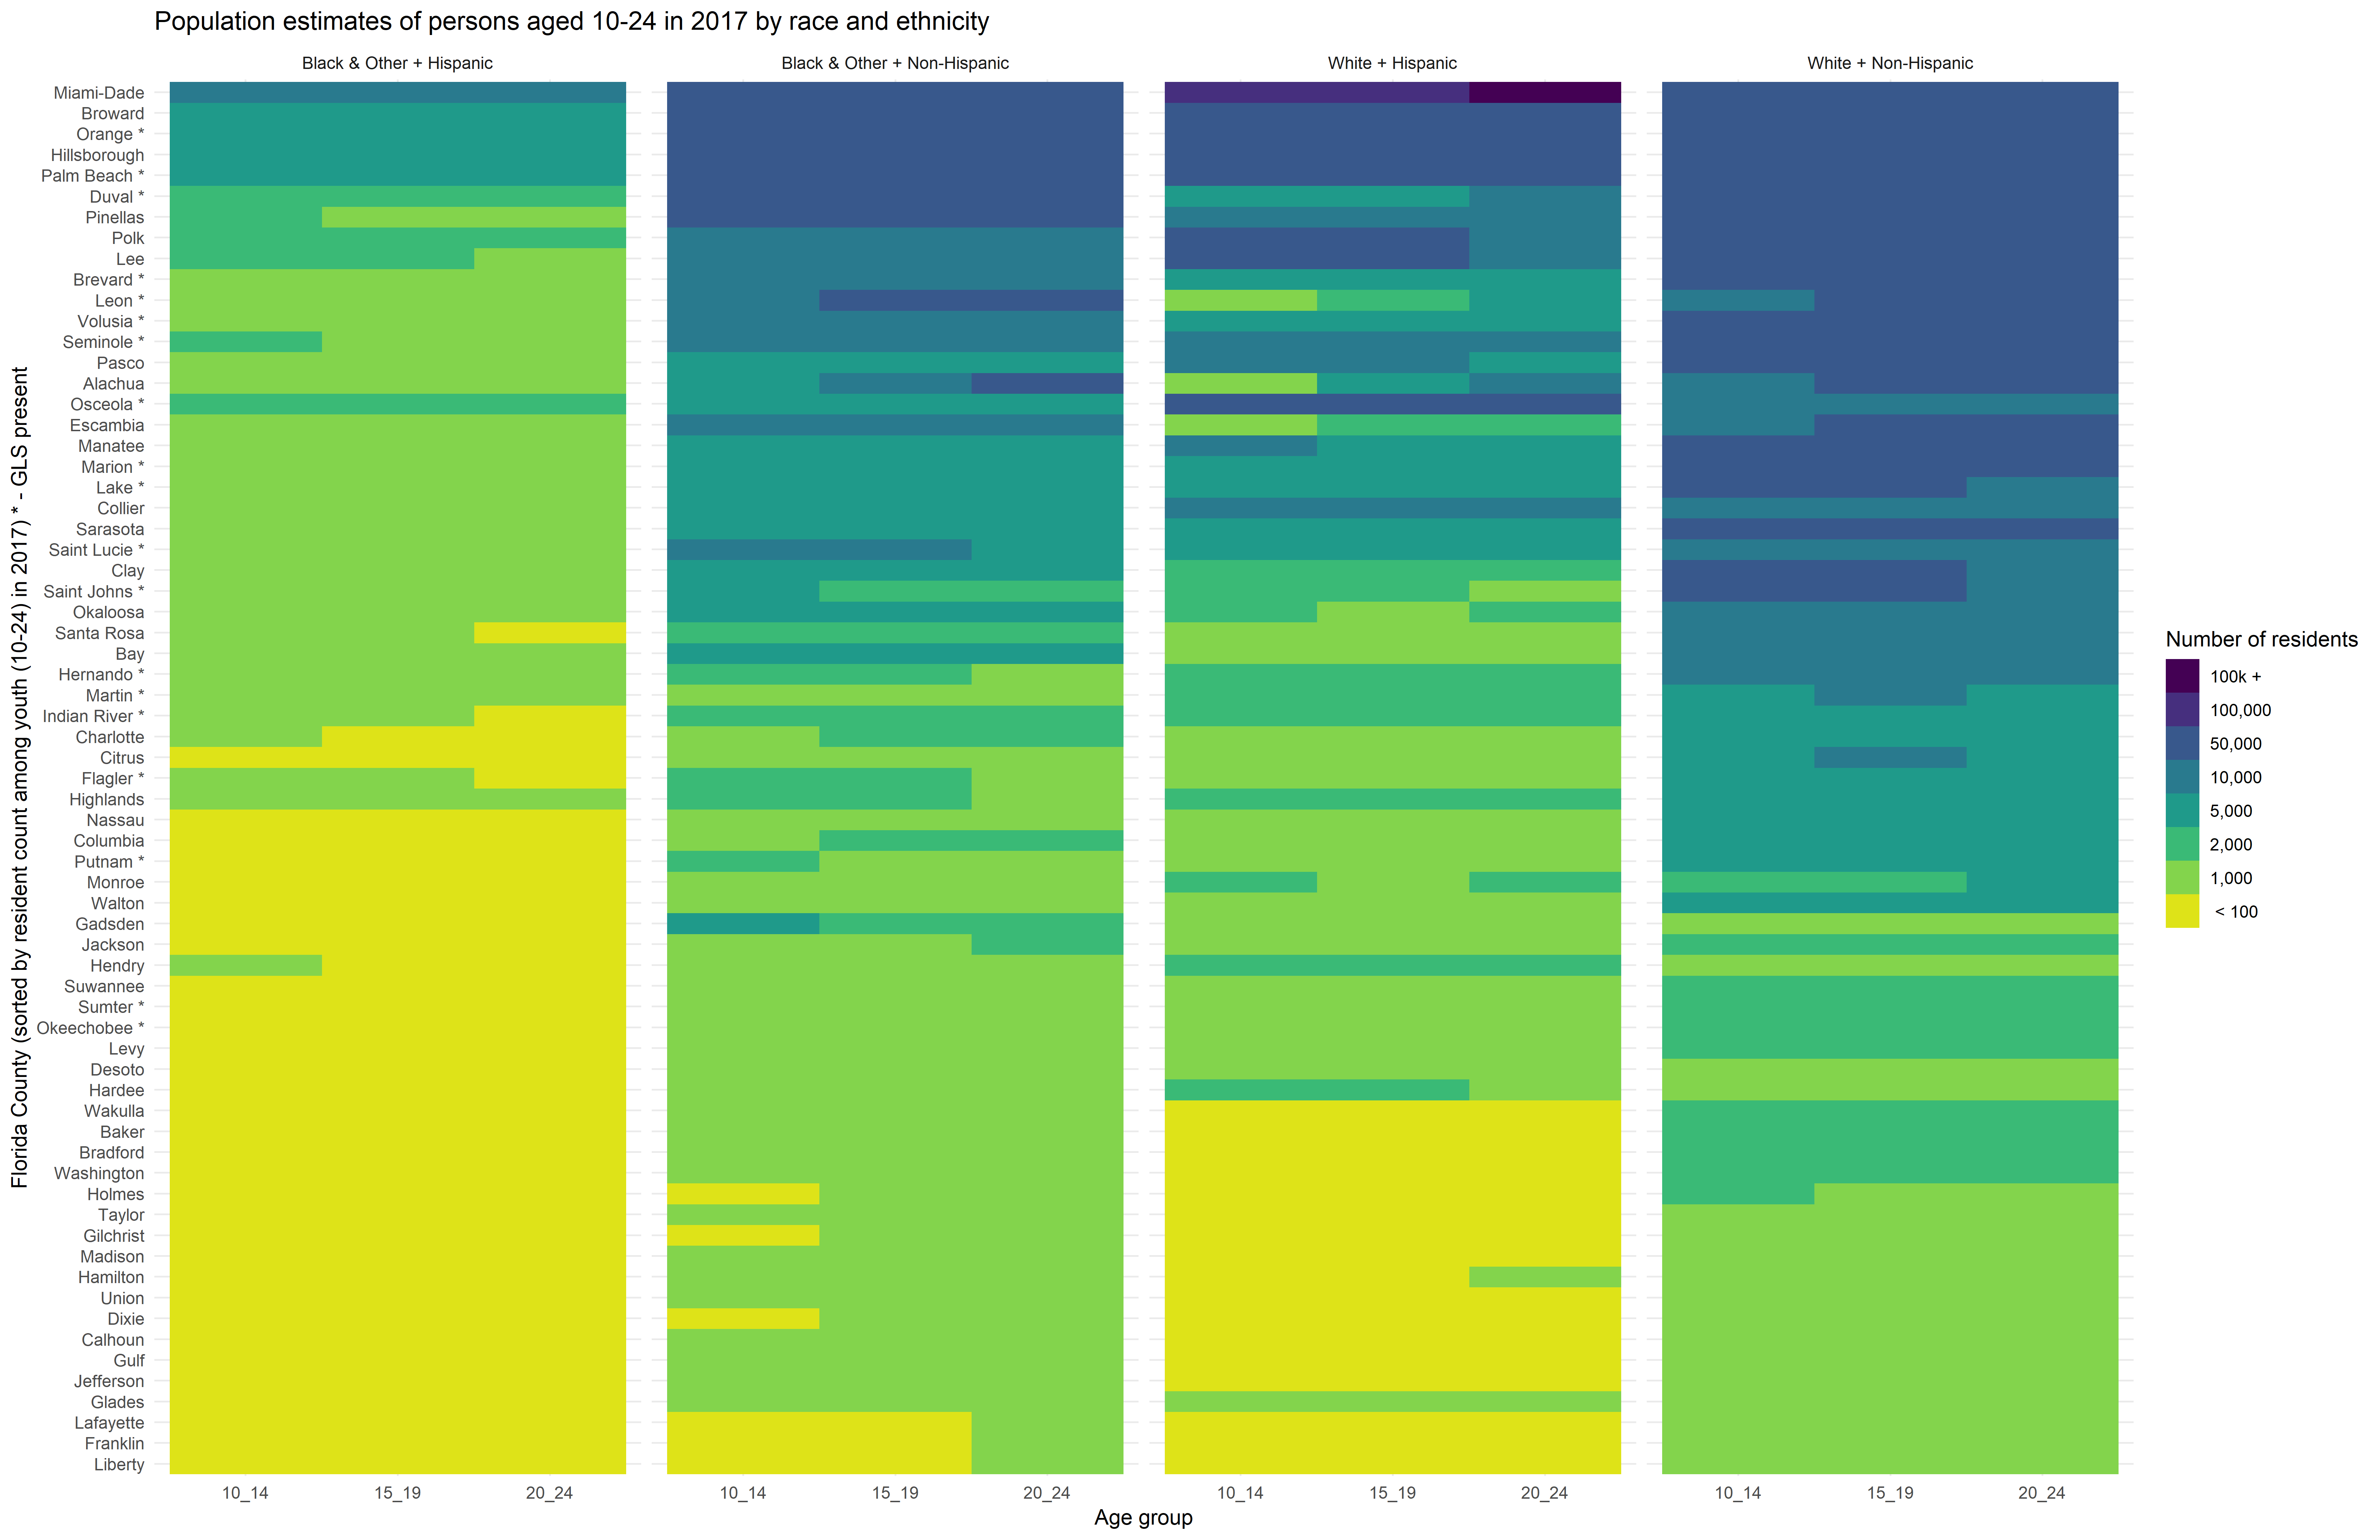 Population estimates of persons aged 10-24 in 2017 by race and ethnicity
Black & Other + Hispanic
Black & Other + Non-Hispanic
White + Hispanic
White + Non-Hispanic
Florida County (sorted by resident count among youth (10-24) in 2017) * - GLS present
Miami-Dade
Broward
Orange *
Hillsborough
Palm Beach *
Duval *
Pinellas
Polk
Lee
Brevard *
Leon *
Volusia *
Seminole *
Pasco
Alachua
Osceola *
Escambia
Manatee
Marion *
Lake *
Collier
Sarasota
Saint Lucie *
Clay
Saint Johns *
Okaloosa
Santa Rosa
Bay
Hernando *
Martin *
Indian River *
Charlotte
Citrus
Flagler *
Highlands
Nassau
Columbia
Putnam *
Monroe
Walton
Gadsden
Jackson
Hendry
Suwannee
Sumter *
Okeechobee *
Levy
Desoto
Hardee
Wakulla
Baker
Bradford
Washington
Holmes
Taylor
Gilchrist
Madison
Hamilton
Union
Dixie
Calhoun
Gulf
Jefferson
Glades
Lafayette
Franklin
Liberty
10_14 15_19 20_24
10_14 15_19 20_24
10_14 15_19 20_24
10_14 15_19 20_24
Age group
Number of residents
100k +
100,000
50,000
10,000
5,000
2,000
1,000
< 100